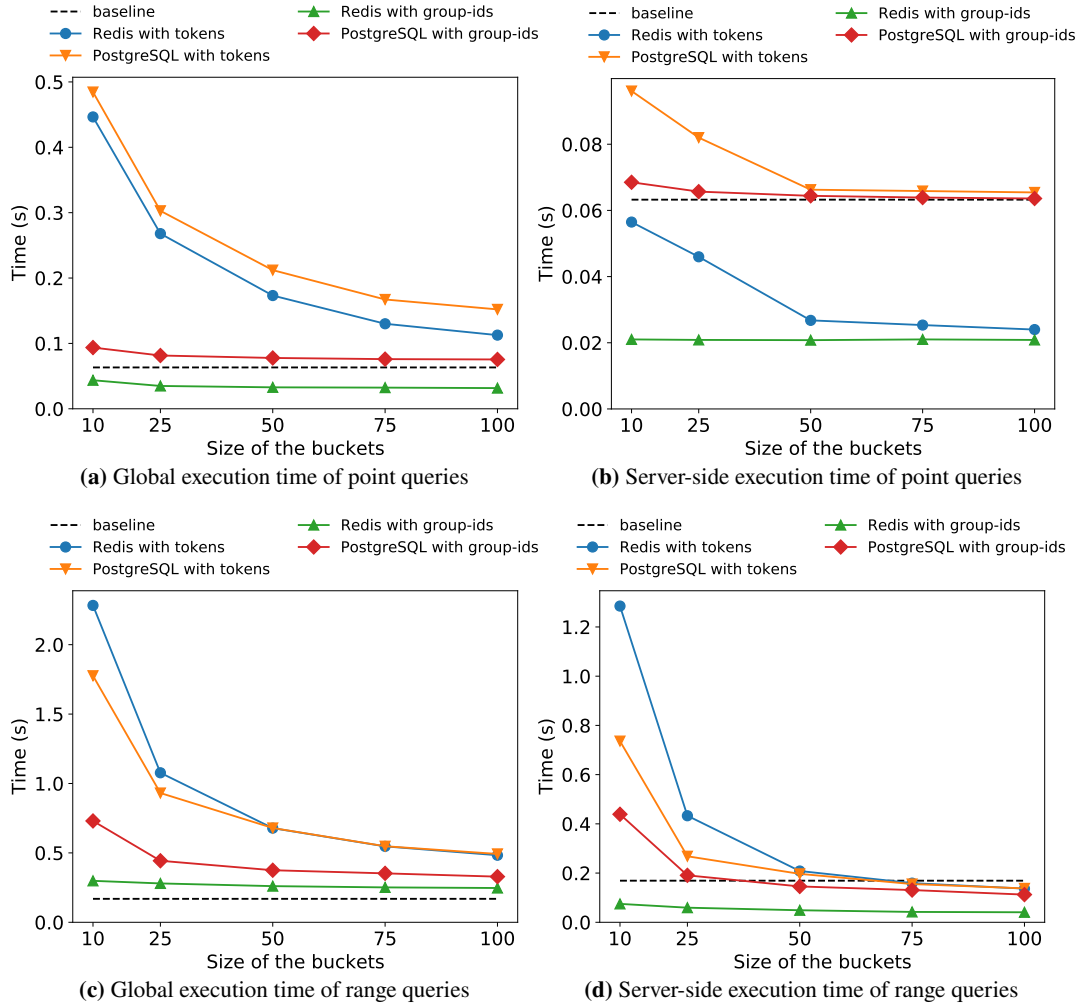 baseline
Redis with tokens
PostgreSQL with tokens
Redis with group-ids
PostgreSQL with group-ids
Time (s)
0.5
0.4
0.3
0.2
0.1
0.0
10 25 50 75 100
Size of the buckets
(a) Global execution time of point queries
baseline
Redis with tokens
PostgreSQL with tokens
Redis with group-ids
PostgreSQL with group-ids
Time (s)
0.08
0.06
0.04
0.02
0.00
10 25 50 75 100
Size of the buckets
(b) Server-side execution time of point queries
baseline
Redis with tokens
PostgreSQL with tokens
Redis with group-ids
PostgreSQL with group-ids
Time (s)
2.0
1.5
1.0
0.5
0.0
10 25 50 75 100
Size of the buckets
(c) Global execution time of range queries
baseline
Redis with tokens
PostgreSQL with tokens
Redis with group-ids
PostgreSQL with group-ids
Time (s)
1.2
1.0
0.8
0.6
0.4
0.2
0.0
10 25 50 75 100
Size of the buckets
(d) Server-side execution time of range queries